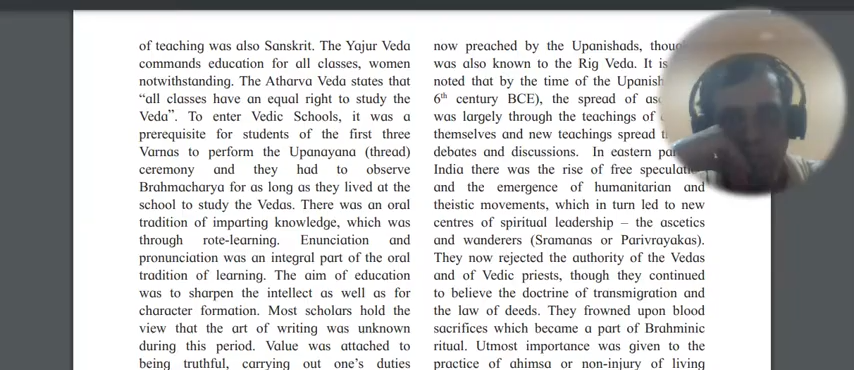 of teaching was also Sanskrit. The Yajur Veda
commands education for all classes, women
notwithstanding. The Atharva Veda states that
“all classes have an equal right to study the
Veda”. To enter Vedic Schools, it was a
prerequisite for students of the first three
Varnas to perform the Upanayana (thread)
ceremony and they had to observe
Brahmacharya for as long as they lived at the
school to study the Vedas. There was an oral
tradition of imparting knowledge, which was
through rote-learning. Enunciation and
pronunciation was an integral part of the oral
tradition of learning. The aim of education
was to sharpen the intellect as well as for
character formation. Most scholars hold the
view that the art of writing was unknown
during this period. Value was attached to
being truthful, carrying out one’s duties
now preached by the Upanishads,
was also known to the Rig Veda. It is
noted that by the time of the
6th century BCE), the spread of
was largely through the teachings of
themselves and new teachings spread
debates and discussions. In eastern
India there was the rise of free
and the emergence of humanitarian and
theistic movements, which in turn led to new
centres of spiritual leadership – the ascetics
and wanderers (Sramanas or Parivrayakas).
They now rejected the authority of the Vedas
and of Vedic priests, though they continued
to believe the doctrine of transmigration and
the law of deeds. They frowned upon blood
sacrifices which became a part of Brahminic
ritual. Utmost importance was given to the
practice of ahimsa or non-injury of living